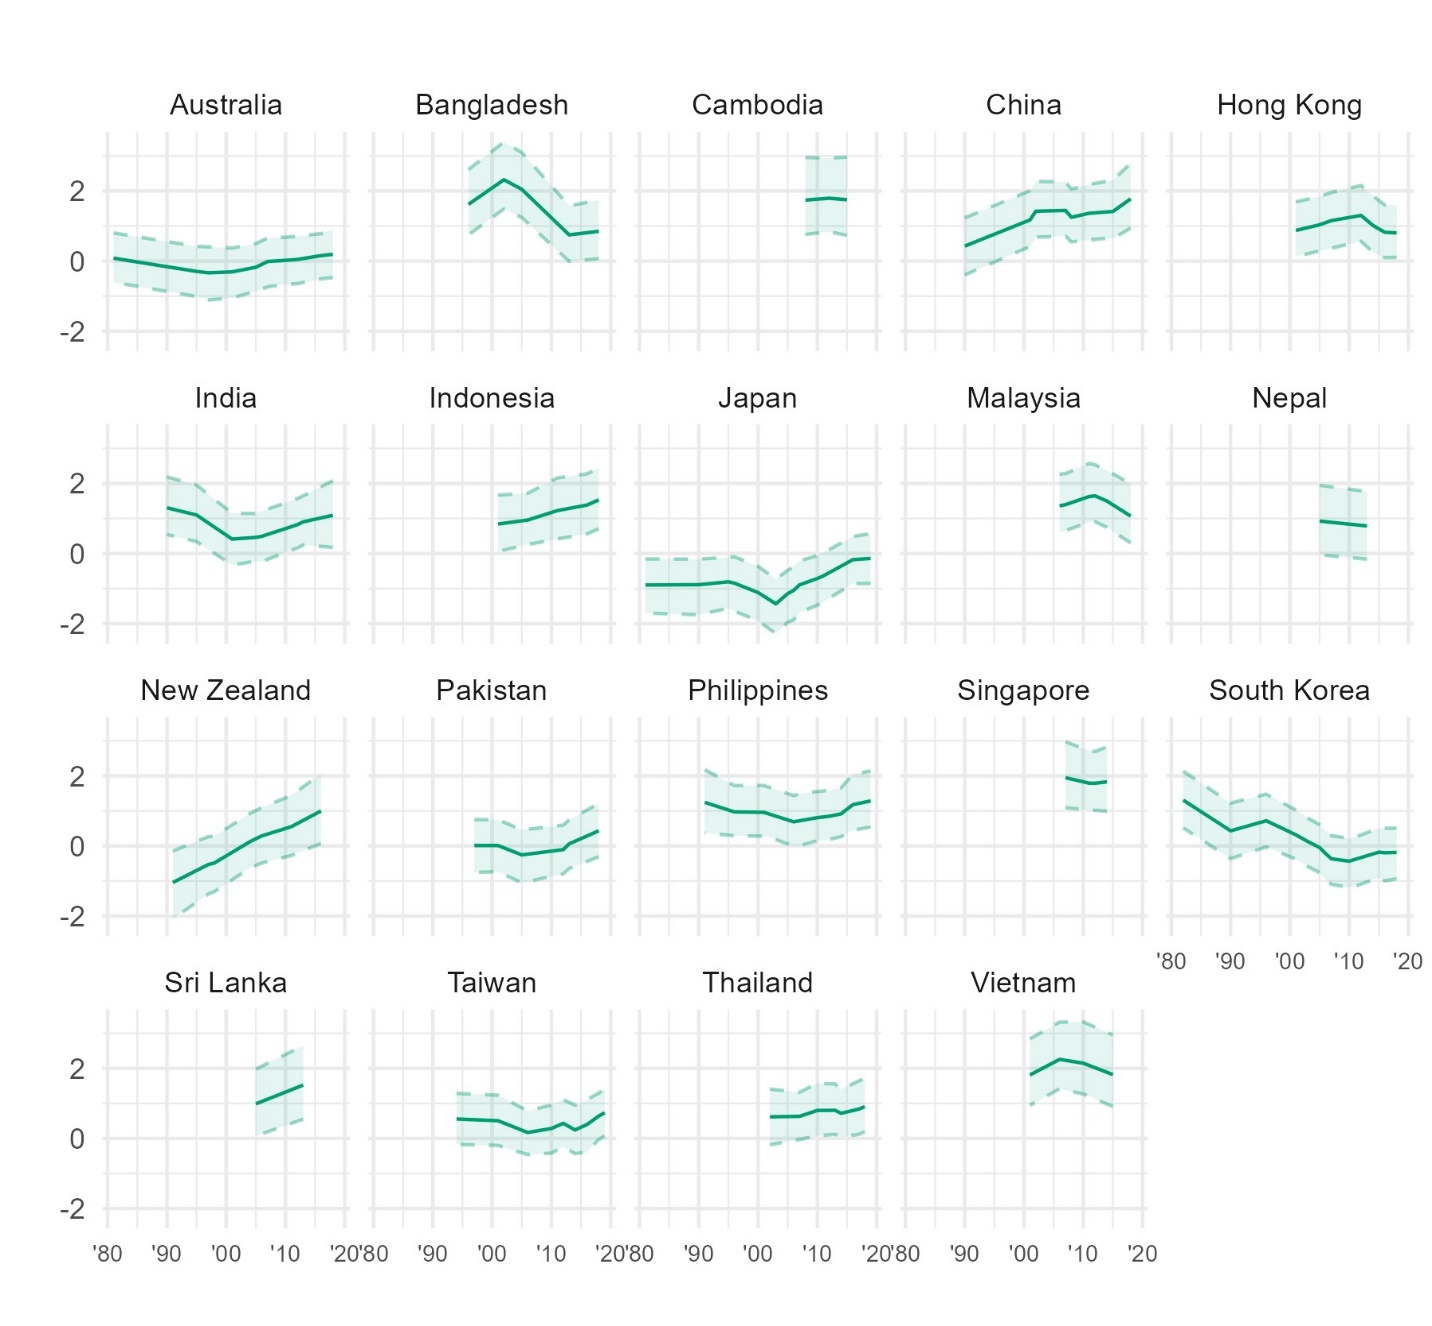 Australia Bangladesh Cambodia China Hong Kong
2
0
-2
India Indonesia Japan Malaysia Nepal
2
0
-2
New Zealand Pakistan Philippines Singapore South Korea
2
0
-2
'80 '90 '00 '10 '20
Sri Lanka Taiwan Thailand Vietnam
2
0
-2
'80 '90 '00 '10 '20 '80 '90 '00 '10 '20 '80 '90 '00 '10 '20 '80 '90 '00 '10 '20